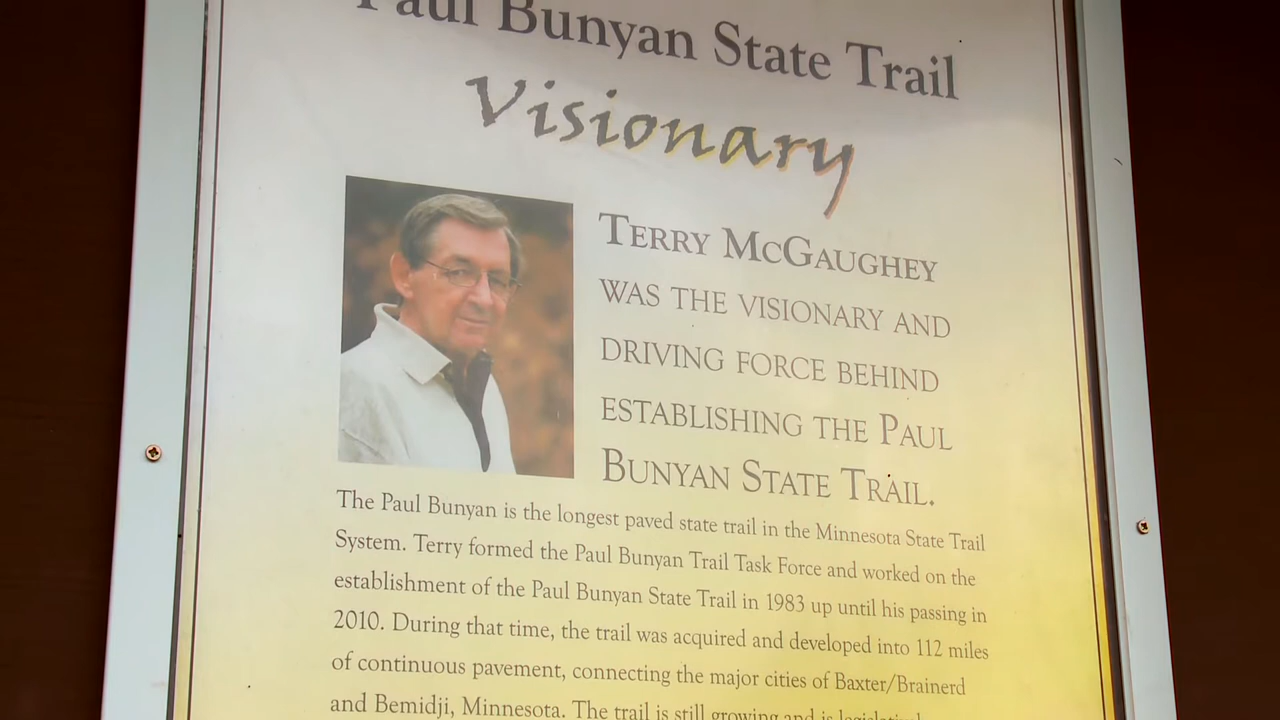 Paul Bunyan State Trail
Visionary
TERRY MCGAUGHEY
WAS THE VISIONARY AND
DRIVING FORCE BEHIND
ESTABLISHING THE PAUL
BUNYAN STATE TRAIL.
The Paul Bunyan is the longest paved state trail in the Minnesota State Trail
System. Terry formed the Paul Bunyan Trail Task Force and worked on the
establishment of the Paul Bunyan State Trail in 1983 up until his passing in
2010. During that time, the trail was acquired and developed into 112 miles
of continuous pavement, connecting the major cities of Baxter/Brainerd
and Bemidji, Minnesota. The trail is still growing and is